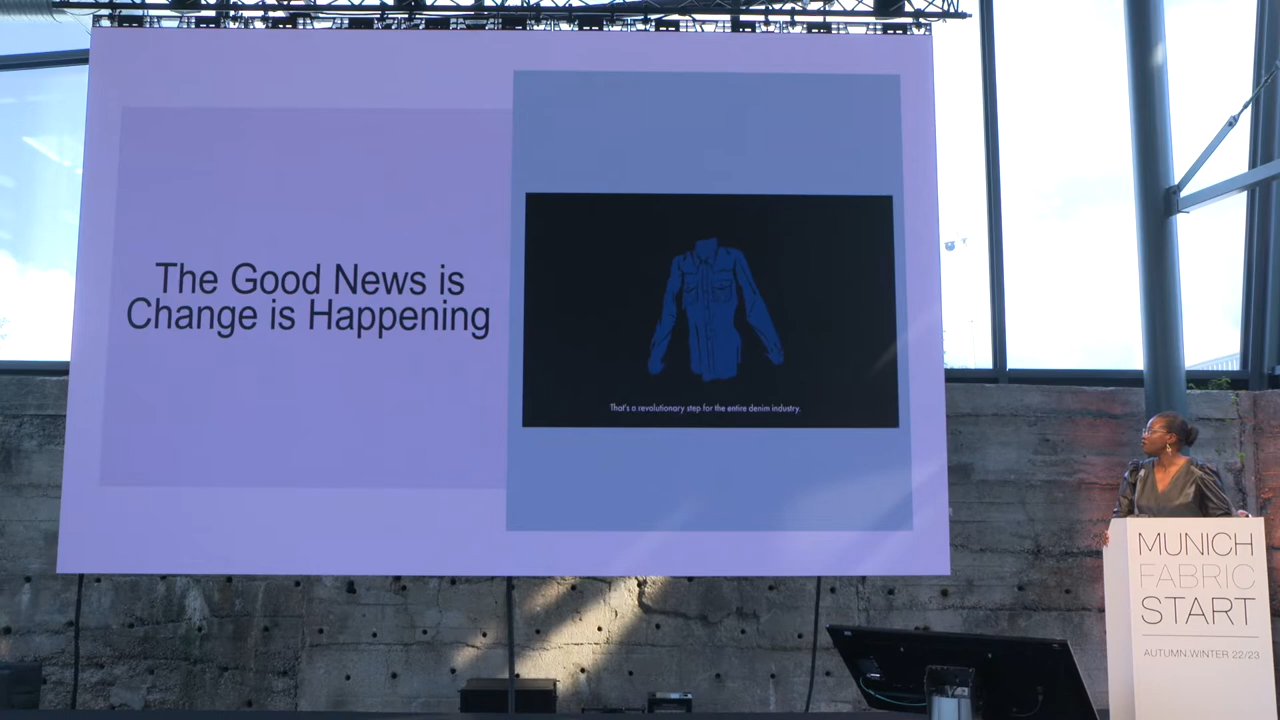 The Good News is
Change is Happening
That's a revolutionary step for the entire denim industry.
MUNICH
FABRIC
START
AUTUMN.WINTER 22/23